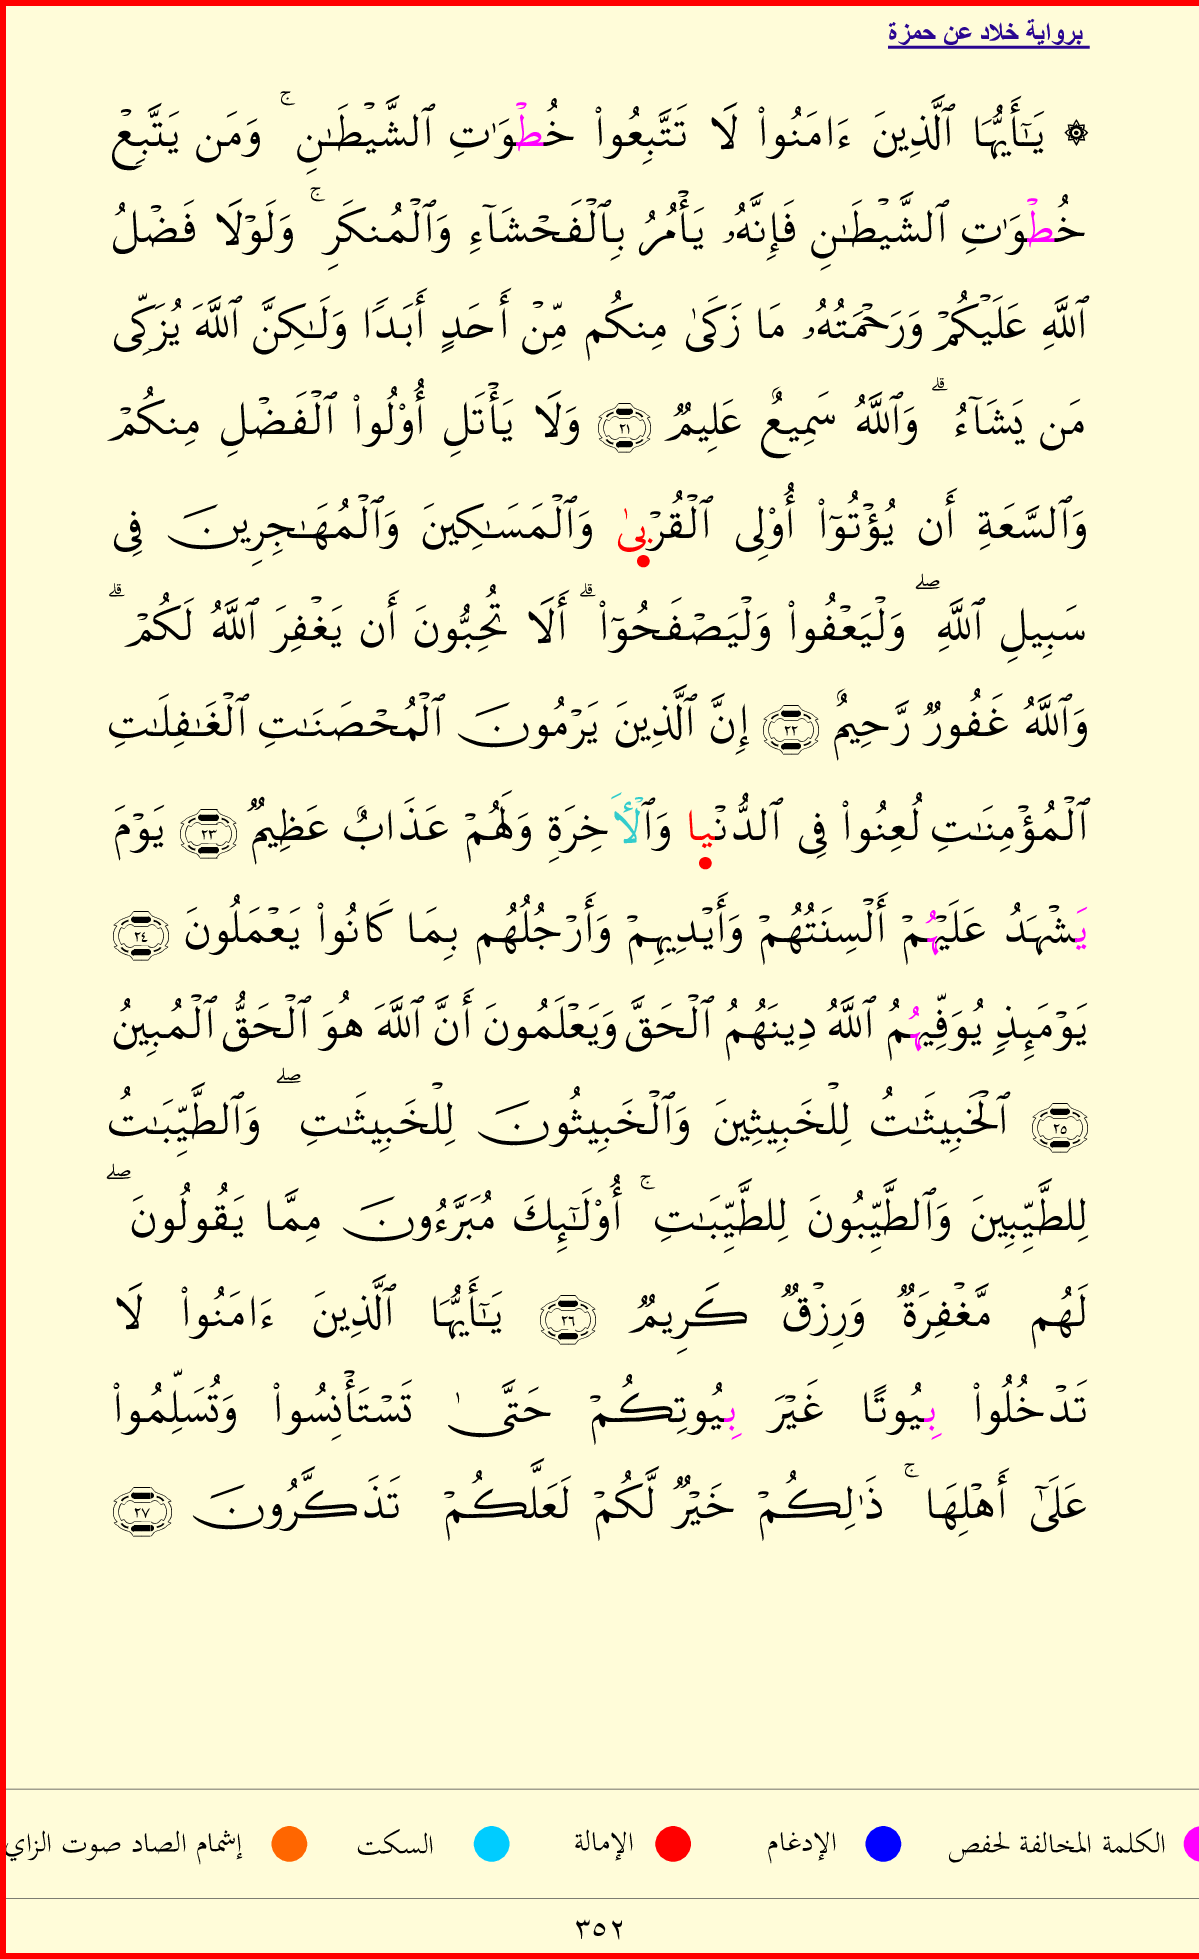 برواية خلاد عن حمزة
۞ يَـٰٓأَيُّهَا ٱلَّذِينَ ءَامَنُوا۟ لَا تَتَّبِعُوا۟ خُطْوَٰتِ ٱلشَّيْطَـٰنِ ۚ وَمَن يَتَّبِعْ
خُطْوَٰتِ ٱلشَّيْطَـٰنِ فَإِنَّهُۥ يَأْمُرُ بِٱلْفَحْشَآءِ وَٱلْمُنكَرِ ۚ وَلَوْلَا فَضْلُ
ٱللَّهِ عَلَيْكُمْ وَرَحْمَتُهُۥ مَا زَكَىٰ مِنكُم مِّنْ أَحَدٍ أَبَدًا وَلَـٰكِنَّ ٱللَّهَ يُزَكِّى
مَن يَشَآءُ ۗ وَٱللَّهُ سَمِيعٌ عَلِيمٌ ٢١ وَلَا يَأْتَلِ أُو۟لُوا۟ ٱلْفَضْلِ مِنكُمْ
وَٱلسَّعَةِ أَن يُؤْتُوٓا۟ أُو۟لِى ٱلْقُرْبىٰ وَٱلْمَسَـٰكِينَ وَٱلْمُهَـٰجِرِينَ فِى
سَبِيلِ ٱللَّهِ ۖ وَلْيَعْفُوا۟ وَلْيَصْفَحُوٓا۟ ۗ أَلَا تُحِبُّونَ أَن يَغْفِرَ ٱللَّهُ لَكُمْ ۗ
وَٱللَّهُ غَفُورٌ رَّحِيمٌ ٢٢ إِنَّ ٱلَّذِينَ يَرْمُونَ ٱلْمُحْصَنَـٰتِ ٱلْغَـٰفِلَـٰتِ
ٱلْمُؤْمِنَـٰتِ لُعِنُوا۟ فِى ٱلدُّنْيا وَٱلْأَخِرَةِ وَلَهُمْ عَذَابٌ عَظِيمٌ ٢٣ يَوْمَ
يَشْهَدُ عَلَيْهُمْ أَلْسِنَتُهُمْ وَأَيْدِيهِمْ وَأَرْجُلُهُم بِمَا كَانُوا۟ يَعْمَلُونَ ٢٤
يَوْمَئِذٍ يُوَفِّيهُمُ ٱللَّهُ دِينَهُمُ ٱلْحَقَّ وَيَعْلَمُونَ أَنَّ ٱللَّهَ هُوَ ٱلْحَقُّ ٱلْمُبِينُ
٢٥ ٱلْخَبِيثَـٰتُ لِلْخَبِيثِينَ وَٱلْخَبِيثُونَ لِلْخَبِيثَـٰتِ ۖ وَٱلطَّيِّبَـٰتُ
لِلطَّيِّبِينَ وَٱلطَّيِّبُونَ لِلطَّيِّبَـٰتِ ۚ أُو۟لَـٰٓئِكَ مُبَرَّءُونَ مِمَّا يَقُولُونَ ۖ
لَهُم مَّغْفِرَةٌ وَرِزْقٌ كَرِيمٌ ٢٦ يَـٰٓأَيُّهَا ٱلَّذِينَ ءَامَنُوا۟ لَا
تَدْخُلُوا۟ بِيُوتًا غَيْرَ بِيُوتِكُمْ حَتَّىٰ تَسْتَأْنِسُوا۟ وَتُسَلِّمُوا۟
عَلَىٰٓ أَهْلِهَا ۚ ذَٰلِكُمْ خَيْرٌ لَّكُمْ لَعَلَّكُمْ تَذَكَّرُونَ ٢٧
الكلمة المخالفة لحفص الإدغام الإمالة السكت إشمام الصاد صوت الزاي
٣٥٢